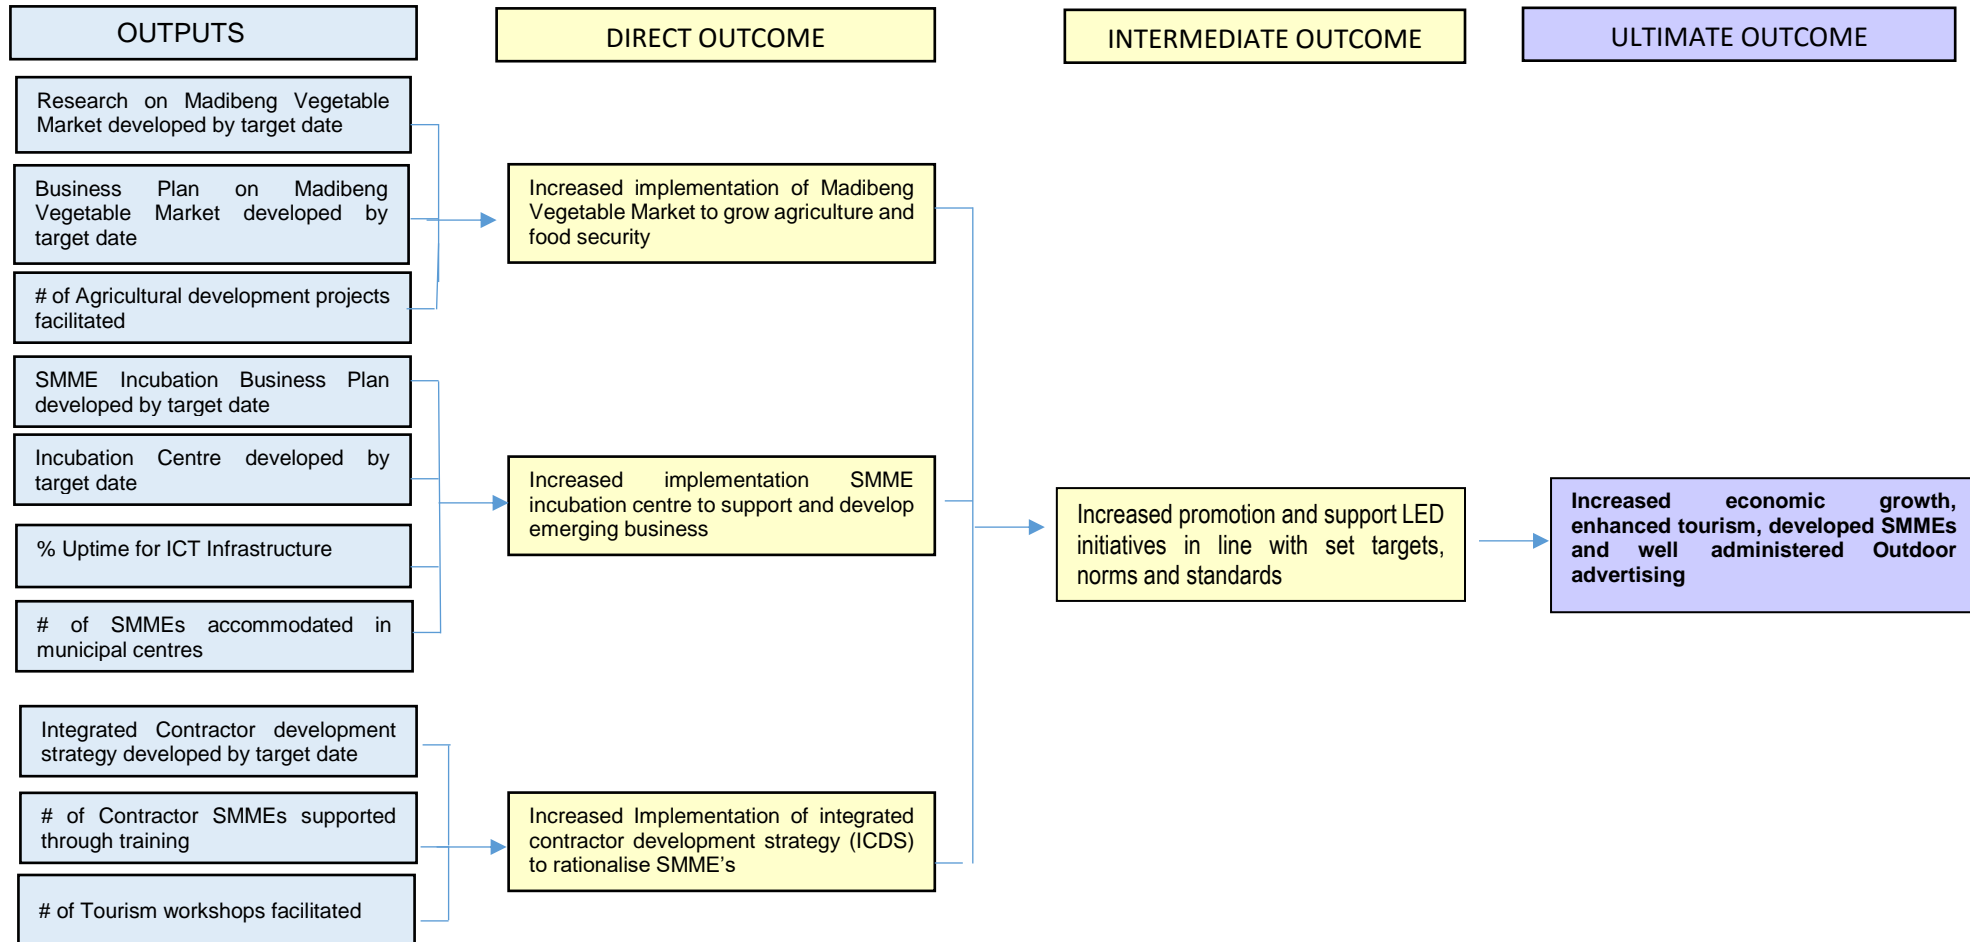 OUTPUTS
DIRECT OUTCOME
INTERMEDIATE OUTCOME
ULTIMATE OUTCOME
Research on Madibeng Vegetable
Market developed by target date
Business Plan on Madibeng
Vegetable Market developed by
target date
# of Agricultural development projects
facilitated
SMME Incubation Business Plan
developed by target date
Incubation Centre developed by
target date
% Uptime for ICT Infrastructure
# of SMMEs accommodated in
municipal centres
Integrated Contractor development
strategy developed by target date
# of Contractor SMMEs supported
through training
# of Tourism workshops facilitated
Increased implementation of Madibeng
Vegetable Market to grow agriculture and
food security
Increased implementation SMME
incubation centre to support and develop
emerging business
Increased Implementation of integrated
contractor development strategy (ICDS)
to rationalise SMME's
Increased promotion and support LED
initiatives in line with set targets,
norms and standards
Increased economic growth,
enhanced tourism, developed SMMEs
and well administered Outdoor
advertising